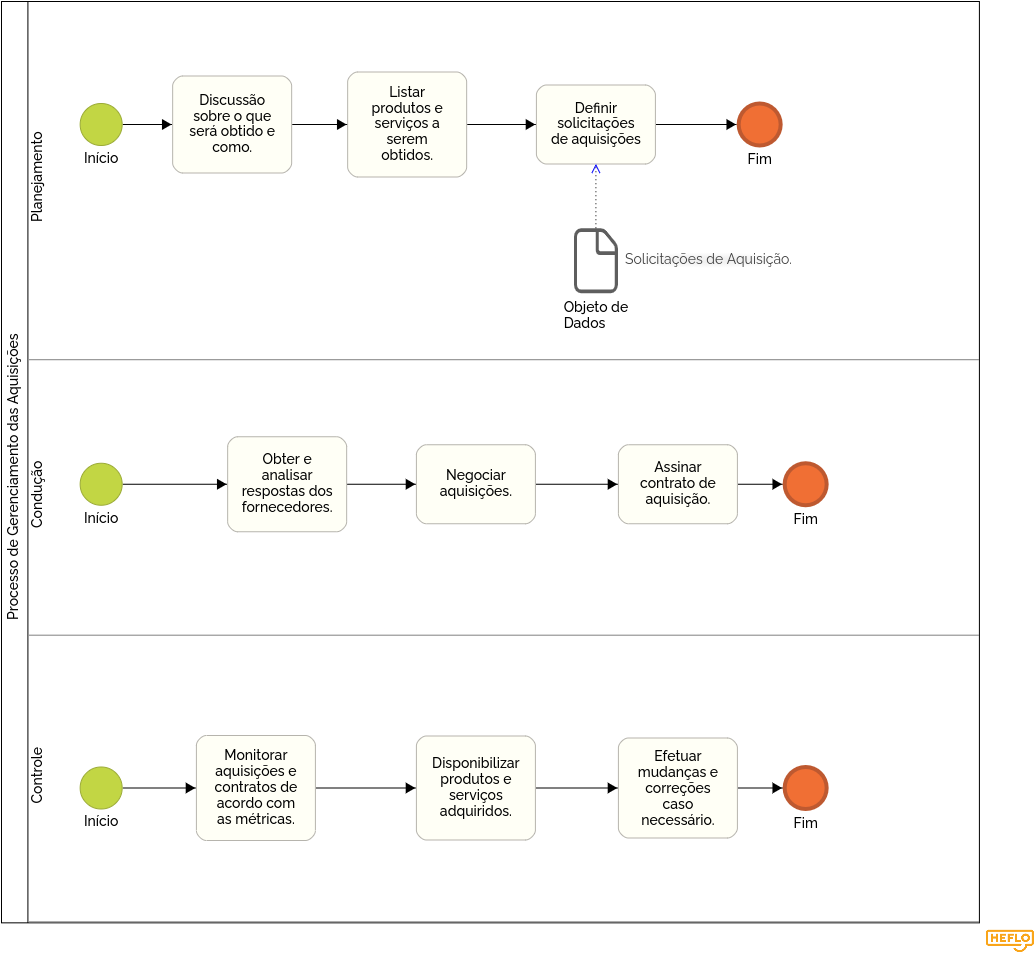 Processo de Gerenciamento das Aquisições
Planejamento
Início
Discussão
sobre o que
será obtido e
como.
Listar
produtos e
serviços a
serem
obtidos.
Definir
solicitações
de aquisições
Fim
Solicitações de Aquisição.
Objeto de
Dados
Condução
Início
Obter e
analisar
respostas dos
fornecedores.
Negociar
aquisições.
Assinar
contrato de
aquisição.
Fim
Controle
Início
Monitorar
aquisições e
contratos de
acordo com
as métricas.
Disponibilizar
produtos e
serviços
adquiridos.
Efetuar
mudanças e
correções
caso
necessário.
Fim
HEFLO